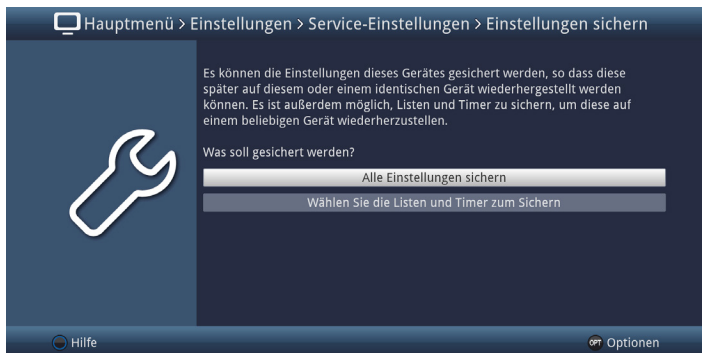 Hauptmenü > Einstellungen > Service-Einstellungen > Einstellungen sichern
Es können die Einstellungen dieses Gerätes gesichert werden, so dass diese
später auf diesem oder einem identischen Gerät wiederhergestellt werden
können. Es ist außerdem möglich, Listen und Timer zu sichern, um diese auf
einem beliebigen Gerät wiederherzustellen.
Was soll gesichert werden?
Alle Einstellungen sichern
Wählen Sie die Listen und Timer zum Sichern
Hilfe
OPT Optionen